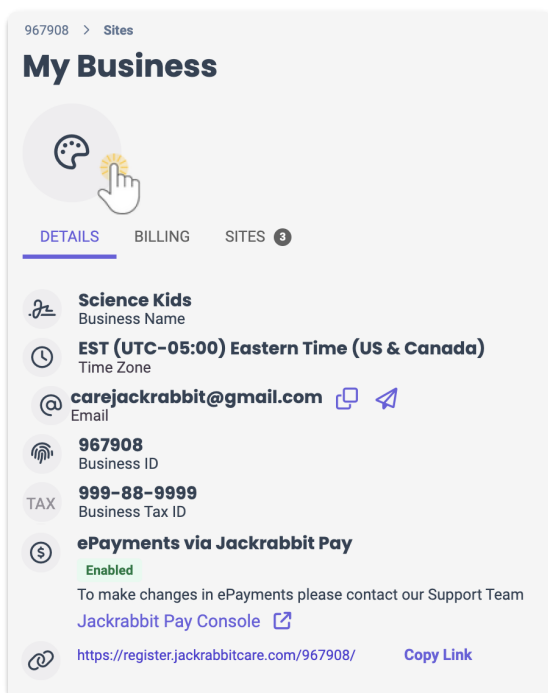 967908 > Sites
My Business
DETAILS BILLING SITES 3
Science Kids
Business Name
EST (UTC-05:00) Eastern Time (US & Canada)
Time Zone
carejackrabbit@gmail.com
Email
967908
Business ID
TAX 999-88-9999
Business Tax ID
ePayments via Jackrabbit Pay
Enabled
To make changes in ePayments please contact our Support Team
Jackrabbit Pay Console
https://register.jackrabbitcare.com/967908/ Copy Link